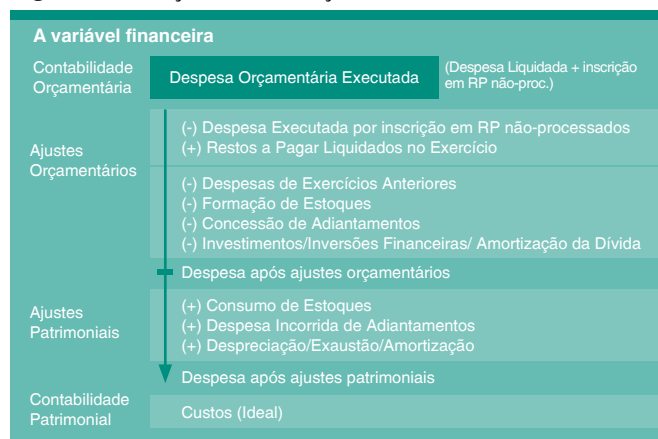 A variável financeira
Contabilidade
Orçamentária
Despesa Orçamentária Executada
(Despesa Liquidada + inscrição
em RP não-proc.)
Ajustes
Orçamentários
(-) Despesa Executada por inscrição em RP não-processados
(+) Restos a Pagar Liquidados no Exercício
(-) Despesas de Exercícios Anteriores
(-) Formação de Estoques
(-) Concessão de Adiantamentos
(-) Investimentos/Inversões Financeiras/ Amortização da Dívida
Despesa após ajustes orçamentários
Ajustes
Patrimoniais
(+) Consumo de Estoques
(+) Despesa Incorrida de Adiantamentos
(+) Despreciação/Exaustão/Amortização
Despesa após ajustes patrimoniais
Contabilidade
Patrimonial
Custos (Ideal)